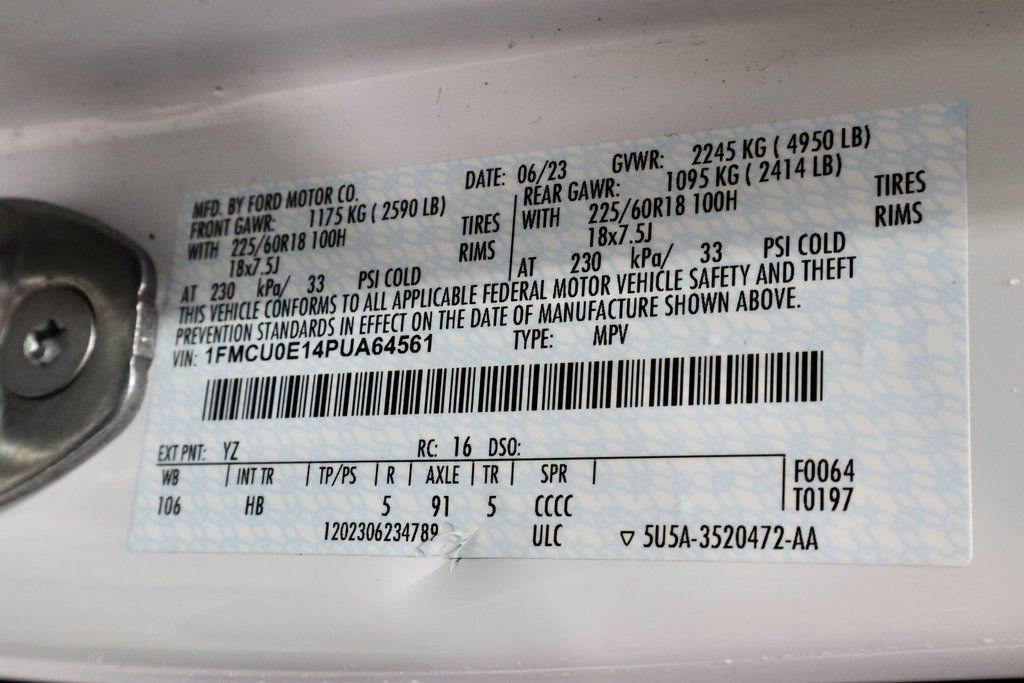 MFD. BY FORD MOTOR CO. DATE: 06/23 GVWR: 2245 KG ( 4950 LB)
FRONT GAWR: 1175 KG ( 2590 LB) REAR GAWR: 1095 KG ( 2414 LB)
WITH 225/60R18 100H TIRES WITH 225/60R18 100H TIRES
18x7.5J RIMS 18x7.5J RIMS
AT 230 kPa/ 33 PSI COLD AT 230 kPa/ 33 PSI COLD
THIS VEHICLE CONFORMS TO ALL APPLICABLE FEDERAL MOTOR VEHICLE SAFETY AND THEFT
PREVENTION STANDARDS IN EFFECT ON THE DATE OF MANUFACTURE SHOWN ABOVE.
VIN: 1FMCU0E14PUA64561 TYPE: MPV
EXT PNT: YZ RC: 16 DSO:
WB INT TR TP/PS R AXLE TR SPR F0064
106 HB 5 91 5 CCCC T0197
1202306234789 ULC ▽ 5U5A-3520472-AA